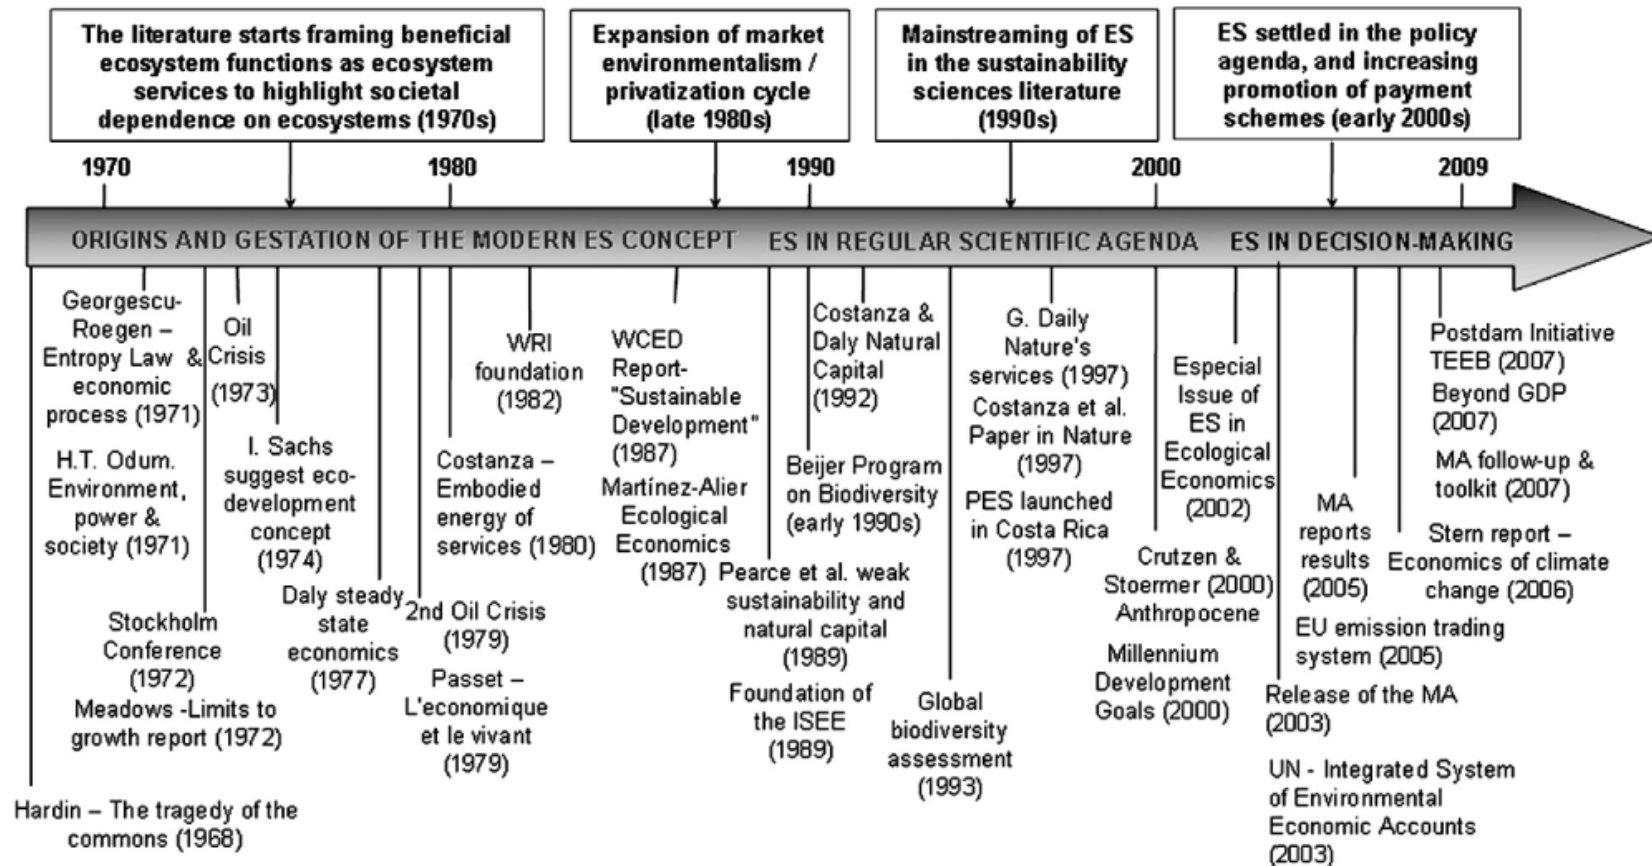 The literature starts framing beneficial
ecosystem functions as ecosystem
services to highlight societal
dependence on ecosystems (1970s)
Expansion of market
environmentalism /
privatization cycle
(late 1980s)
Mainstreaming of ES
in the sustainability
sciences literature
(1990s)
ES settled in the policy
agenda, and increasing
promotion of payment
schemes (early 2000s)
1970
1980
1990
2000
2009
ORIGINS AND GESTATION OF THE MODERN ES CONCEPT
ES IN REGULAR SCIENTIFIC AGENDA
ES IN DECISION-MAKING
Georgescu-
Roegen –
Entropy Law &
economic
process (1971)
H.T. Odum.
Environment,
power &
society (1971)
Oil
Crisis
(1973)
Stockholm
Conference
(1972)
Meadows -Limits to
growth report (1972)
Hardin – The tragedy of the
commons (1968)
I. Sachs
suggest eco-
development
concept
(1974)
Daly steady
state
economics
(1977)
2nd Oil Crisis
(1979)
Passet –
L'economique
et le vivant
(1979)
Costanza –
Embodied
energy of
services (1980)
WRI
foundation
(1982)
WCED
Report-
"Sustainable
Development"
(1987)
Martínez-Alier
Ecological
Economics
(1987)
Pearce et al. weak
sustainability and
natural capital
(1989)
Foundation of
the ISEE
(1989)
Costanza &
Daly Natural
Capital
(1992)
Beijer Program
on Biodiversity
(early 1990s)
Global
biodiversity
assessment
(1993)
G. Daily
Nature's
services (1997)
Costanza et al.
Paper in Nature
(1997)
PES launched
in Costa Rica
(1997)
Crutzen &
Stoermer (2000)
Anthropocene
Millennium
Development
Goals (2000)
Especial
Issue of
ES in
Ecological
Economics
(2002)
Release of the MA
(2003)
UN - Integrated System
of Environmental
Economic Accounts
(2003)
MA
reports
results
(2005)
EU emission trading
system (2005)
Stern report –
Economics of climate
change (2006)
Postdam Initiative
TEEB (2007)
Beyond GDP
(2007)
MA follow-up &
toolkit (2007)